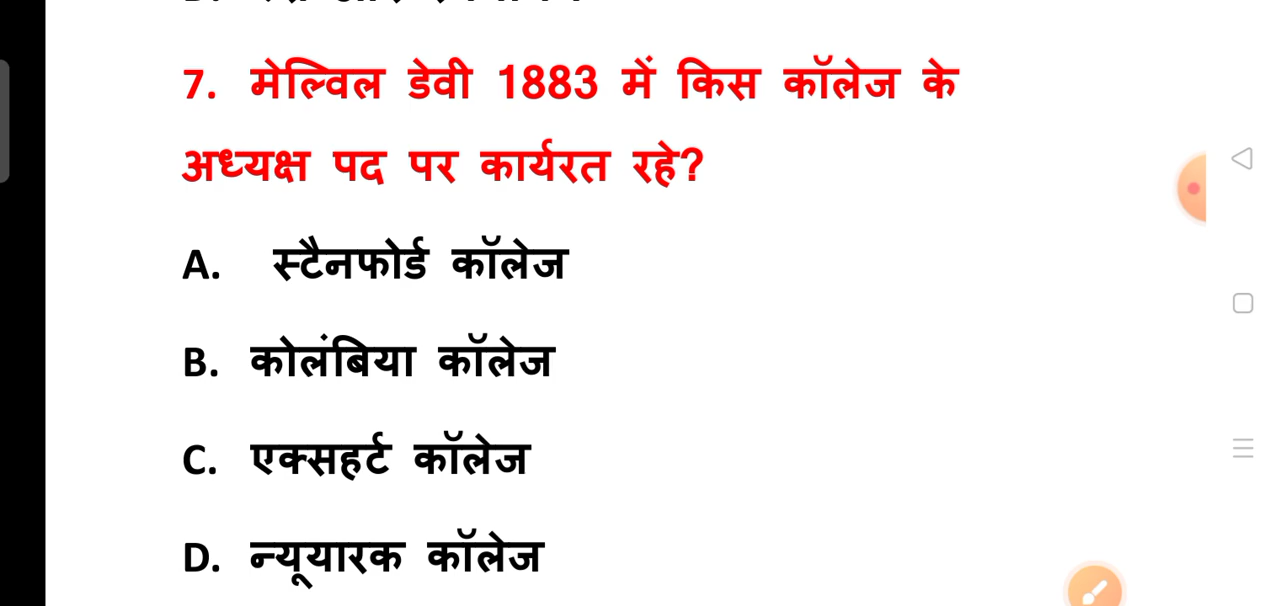 7. मेल्विल डेवी 1883 में किस कॉलेज के
अध्यक्ष पद पर कार्यरत रहे?
A. स्टैनफोर्ड कॉलेज
B. कोलंबिया कॉलेज
C. एक्सहर्ट कॉलेज
D. न्यूयारक कॉलेज